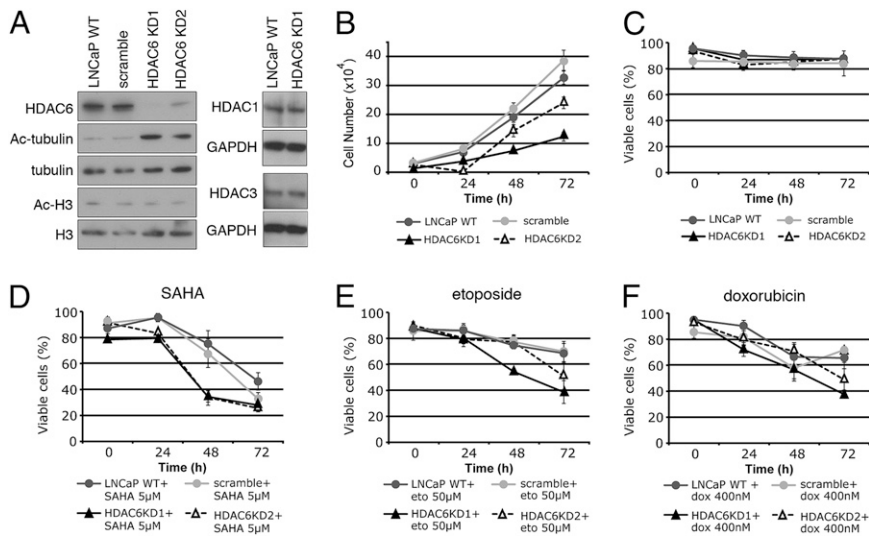 A
LNCaP WT
scramble
HDAC6 KD1
HDAC6 KD2
LNCaP WT
HDAC6 KD1
HDAC6
Ac-tubulin
tubulin
Ac-H3
H3
HDAC1
GAPDH
HDAC3
GAPDH
B
Cell Number (x10⁴)
40
30
20
10
0
0 24 48 72
Time (h)
LNCaP WT scramble
HDAC6KD1 HDAC6KD2
C
Viable cells (%)
100
80
60
40
20
0
0 24 48 72
Time (h)
LNCaP WT scramble
HDAC6KD1 HDAC6KD2
D
SAHA
Viable cells (%)
100
80
60
40
20
0
0 24 48 72
Time (h)
LNCaP WT+ scramble+
SAHA 5µM SAHA 5µM
HDAC6KD1+ HDAC6KD2+
SAHA 5µM SAHA 5µM
E
etoposide
Viable cells (%)
100
80
60
40
20
0
0 24 48 72
Time (h)
LNCaP WT+ scramble+
eto 50µM eto 50µM
HDAC6KD1+ HDAC6KD2+
eto 50µM eto 50µM
F
doxorubicin
Viable cells (%)
100
80
60
40
20
0
0 24 48 72
Time (h)
LNCaP WT + scramble+
dox 400nM dox 400nM
HDAC6KD1+ HDAC6KD2+
dox 400nM dox 400nM